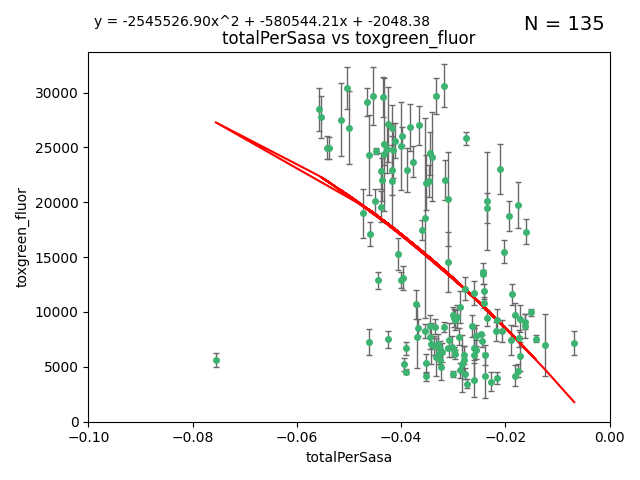 y = -2545526.90x^2 + -580544.21x + -2048.38
N = 135
totalPerSasa vs toxgreen_fluor
30000
25000
20000
15000
10000
5000
0
toxgreen_fluor
−0.10 −0.08 −0.06 −0.04 −0.02 0.00
totalPerSasa